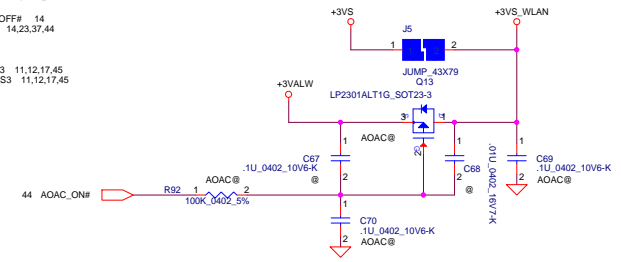 OFF# 14
14,23,37,44
3 11,12,17,45
S3 11,12,17,45
+3VS
+3VS_WLAN
J5
1 2
JUMP_43X79
Q13
LP2301ALT1G_SOT23-3
+3VALW
3 1
AOAC@
2
1
C67
.1U_0402_10V6-K
@
2
1
C68
.01U_0402_16V7-K
@
2
1
C69
.1U_0402_10V6-K
AOAC@
2
44 AOAC_ON#
R92
AOAC@
1 2
100K_0402_5%
1
C70
.1U_0402_10V6-K
AOAC@
2